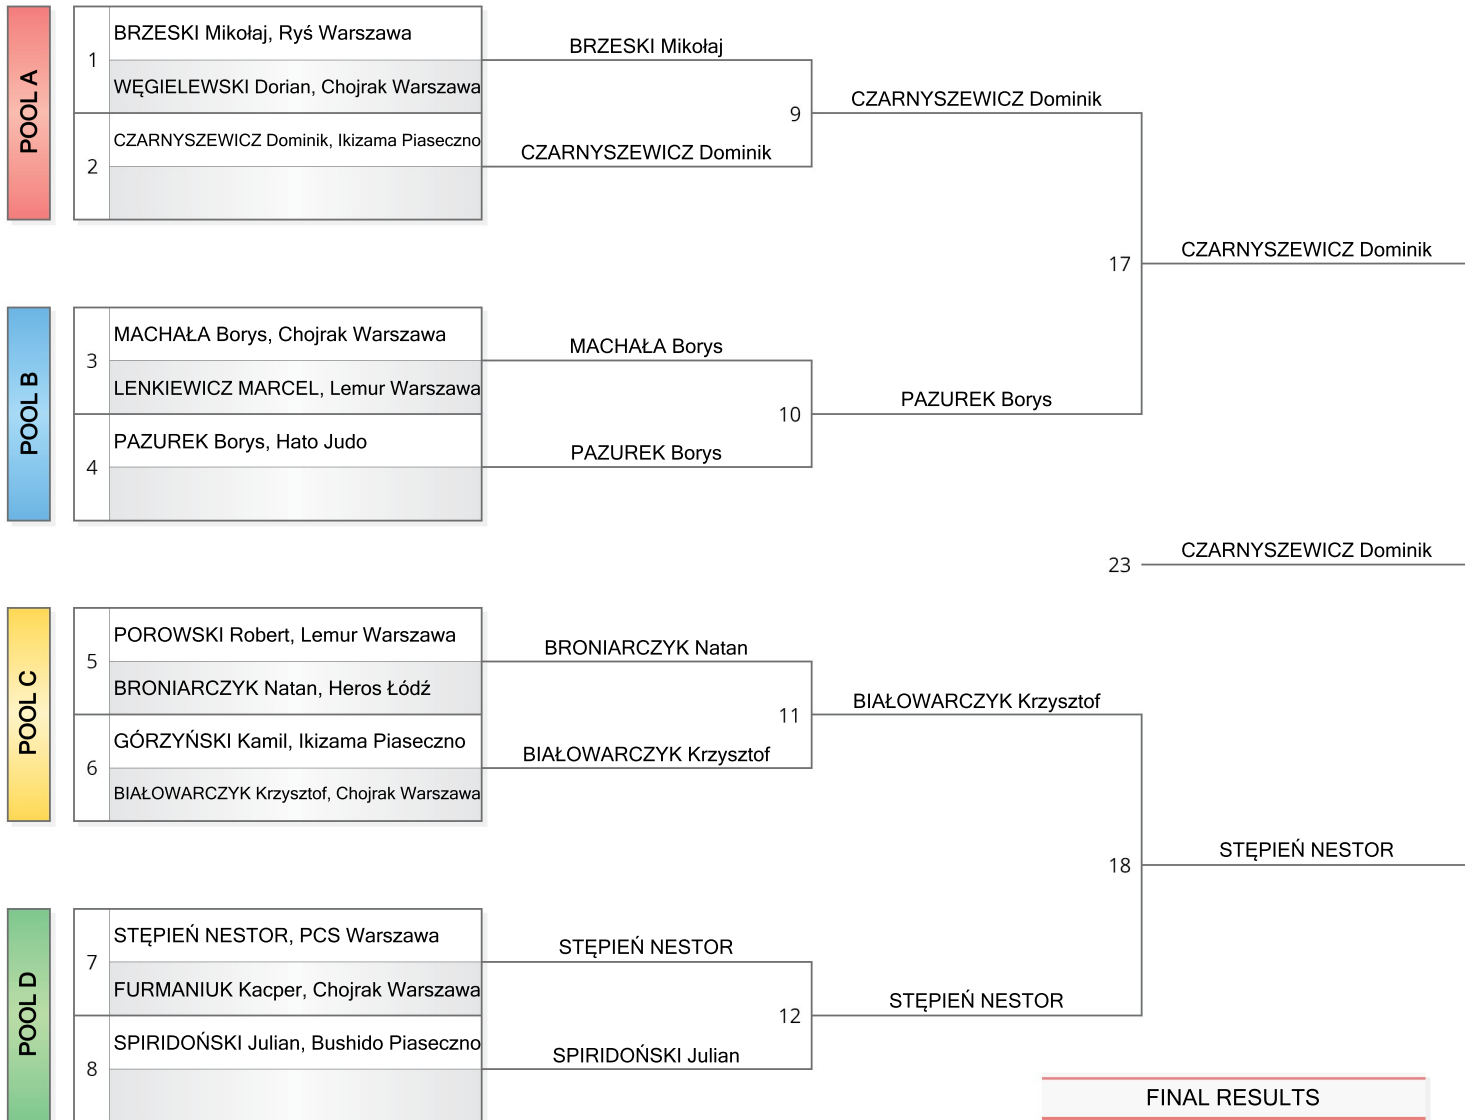 POOL A
1
BRZESKI Mikołaj, Ryś Warszawa
WĘGIELEWSKI Dorian, Chojrak Warszawa
2
CZARNYSZEWICZ Dominik, Ikizama Piaseczno
BRZESKI Mikołaj
CZARNYSZEWICZ Dominik
9
CZARNYSZEWICZ Dominik
POOL B
3
MACHAŁA Borys, Chojrak Warszawa
LENKIEWICZ MARCEL, Lemur Warszawa
4
PAZUREK Borys, Hato Judo
MACHAŁA Borys
PAZUREK Borys
10
PAZUREK Borys
17
CZARNYSZEWICZ Dominik
23
CZARNYSZEWICZ Dominik
POOL C
5
POROWSKI Robert, Lemur Warszawa
BRONIARCZYK Natan, Heros Łódź
6
GÓRZYŃSKI Kamil, Ikizama Piaseczno
BIAŁOWARCZYK Krzysztof, Chojrak Warszawa
BRONIARCZYK Natan
BIAŁOWARCZYK Krzysztof
11
BIAŁOWARCZYK Krzysztof
POOL D
7
STĘPIEŃ NESTOR, PCS Warszawa
FURMANIUK Kacper, Chojrak Warszawa
8
SPIRIDOŃSKI Julian, Bushido Piaseczno
STĘPIEŃ NESTOR
SPIRIDOŃSKI Julian
12
STĘPIEŃ NESTOR
18
STĘPIEŃ NESTOR
FINAL RESULTS